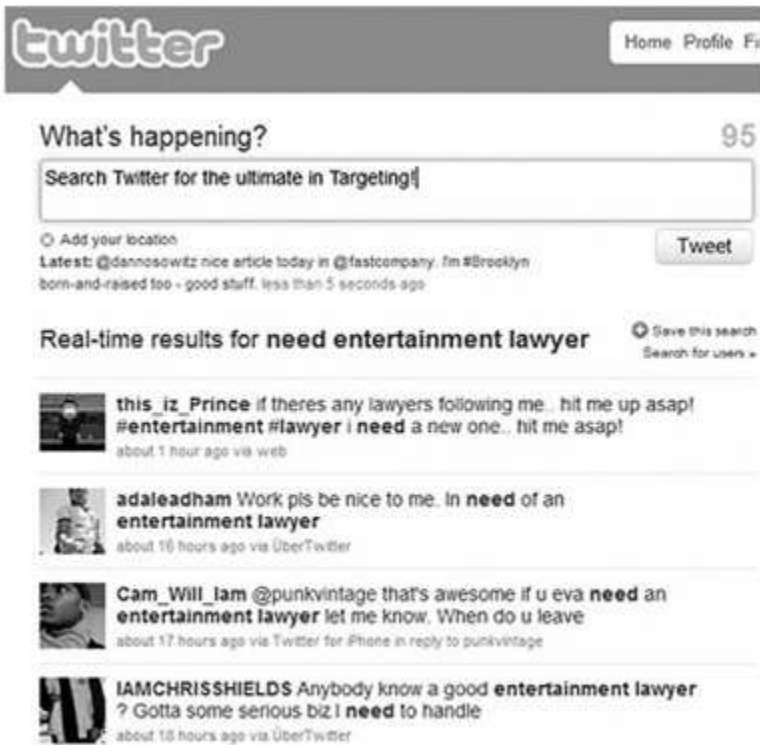 twitter
Home Profile
What's happening?
95
Search Twitter for the ultimate in Targeting!
Add your location
Tweet
Latest: @dannosowitz nice article today in @fastcompany. I'm #Brooklyn
born-and-raised too - good stuff. less than 5 seconds ago
Real-time results for need entertainment lawyer
Save this search
Search for users »
this_iz_Prince if theres any lawyers following me.. hit me up asap!
#entertainment #lawyer i need a new one.. hit me asap!
about 1 hour ago via web
adaleadham Work pls be nice to me. In need of an
entertainment lawyer
about 16 hours ago via ÜberTwitter
Cam_Will_Iam @punkvintage that's awesome if u eva need an
entertainment lawyer let me know. When do u leave
about 17 hours ago via Twitter for iPhone in reply to punkvintage
IAMCHRISSHIELDS Anybody know a good entertainment lawyer
? Gotta some serious biz I need to handle
about 18 hours ago via ÜberTwitter